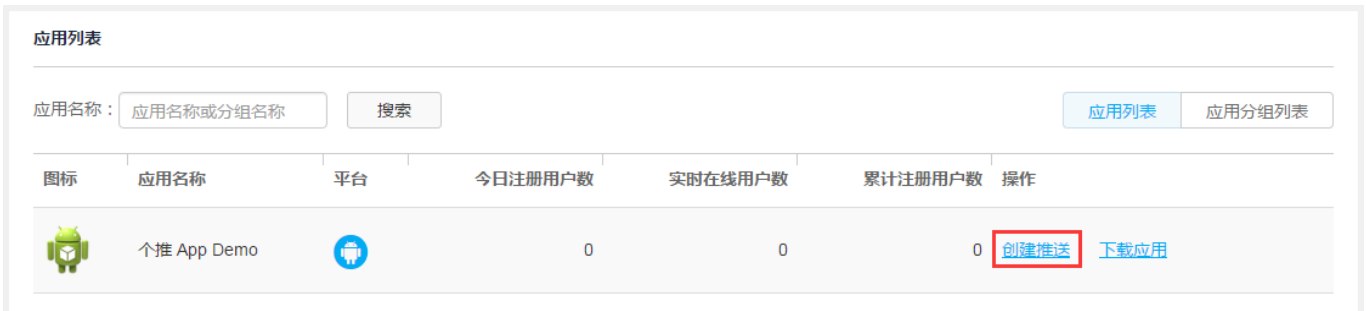 应用列表
应用名称： 应用名称或分组名称 搜索 应用列表 应用分组列表
图标 应用名称 平台 今日注册用户数 实时在线用户数 累计注册用户数 操作
个推 App Demo 0 0 0 创建推送 下载应用